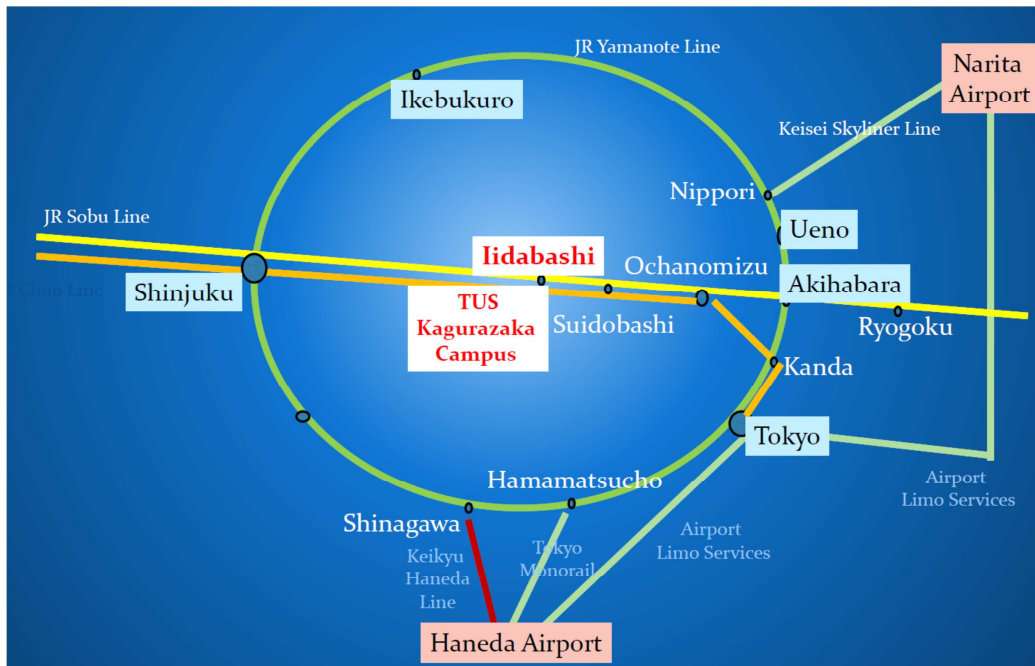 JR Yamanote Line
Narita
Airport
Ikebukuro
Keisei Skyliner Line
Nippori
JR Sobu Line
Ueno
Iidabashi
Ochanomizu
Chuo Line
Shinjuku
Akihabara
TUS
Kagurazaka
Campus
Suidobashi
Ryogoku
Kanda
Tokyo
Hamamatsucho
Airport
Limo Services
Shinagawa
Airport
Limo Services
Keikyu
Haneda
Line
Tokyo
Monorail
Haneda Airport